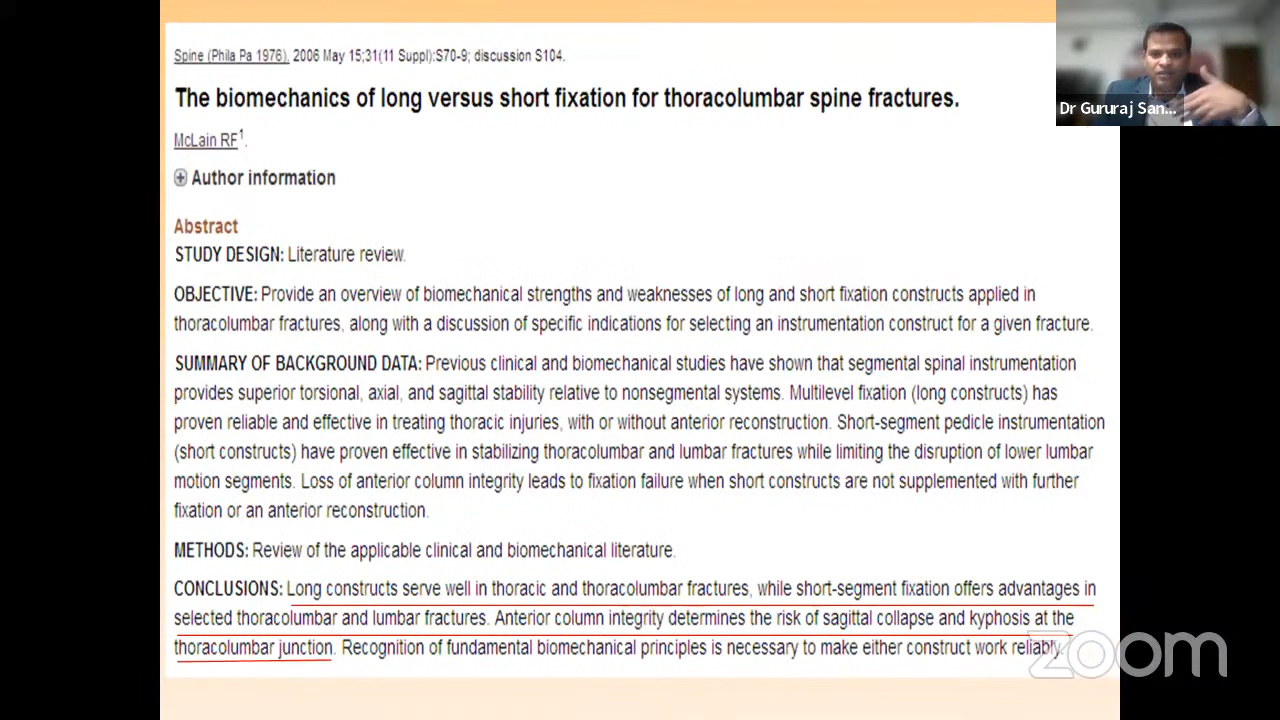 Spine (Phila Pa 1976). 2006 May 15;31(11 Suppl):S70-9; discussion S104.
The biomechanics of long versus short fixation for thoracolumbar spine fractures.
McLain RF1.
Author information
Abstract
STUDY DESIGN: Literature review.
OBJECTIVE: Provide an overview of biomechanical strengths and weaknesses of long and short fixation constructs applied in
thoracolumbar fractures, along with a discussion of specific indications for selecting an instrumentation construct for a given fracture.
SUMMARY OF BACKGROUND DATA: Previous clinical and biomechanical studies have shown that segmental spinal instrumentation
provides superior torsional, axial, and sagittal stability relative to nonsegmental systems. Multilevel fixation (long constructs) has
proven reliable and effective in treating thoracic injuries, with or without anterior reconstruction. Short-segment pedicle instrumentation
(short constructs) have proven effective in stabilizing thoracolumbar and lumbar fractures while limiting the disruption of lower lumbar
motion segments. Loss of anterior column integrity leads to fixation failure when short constructs are not supplemented with further
fixation or an anterior reconstruction.
METHODS: Review of the applicable clinical and biomechanical literature.
CONCLUSIONS: Long constructs serve well in thoracic and thoracolumbar fractures, while short-segment fixation offers advantages in
selected thoracolumbar and lumbar fractures. Anterior column integrity determines the risk of sagittal collapse and kyphosis at the
thoracolumbar junction. Recognition of fundamental biomechanical principles is necessary to make either construct work reliably.
Dr Gururaj San...
zoom